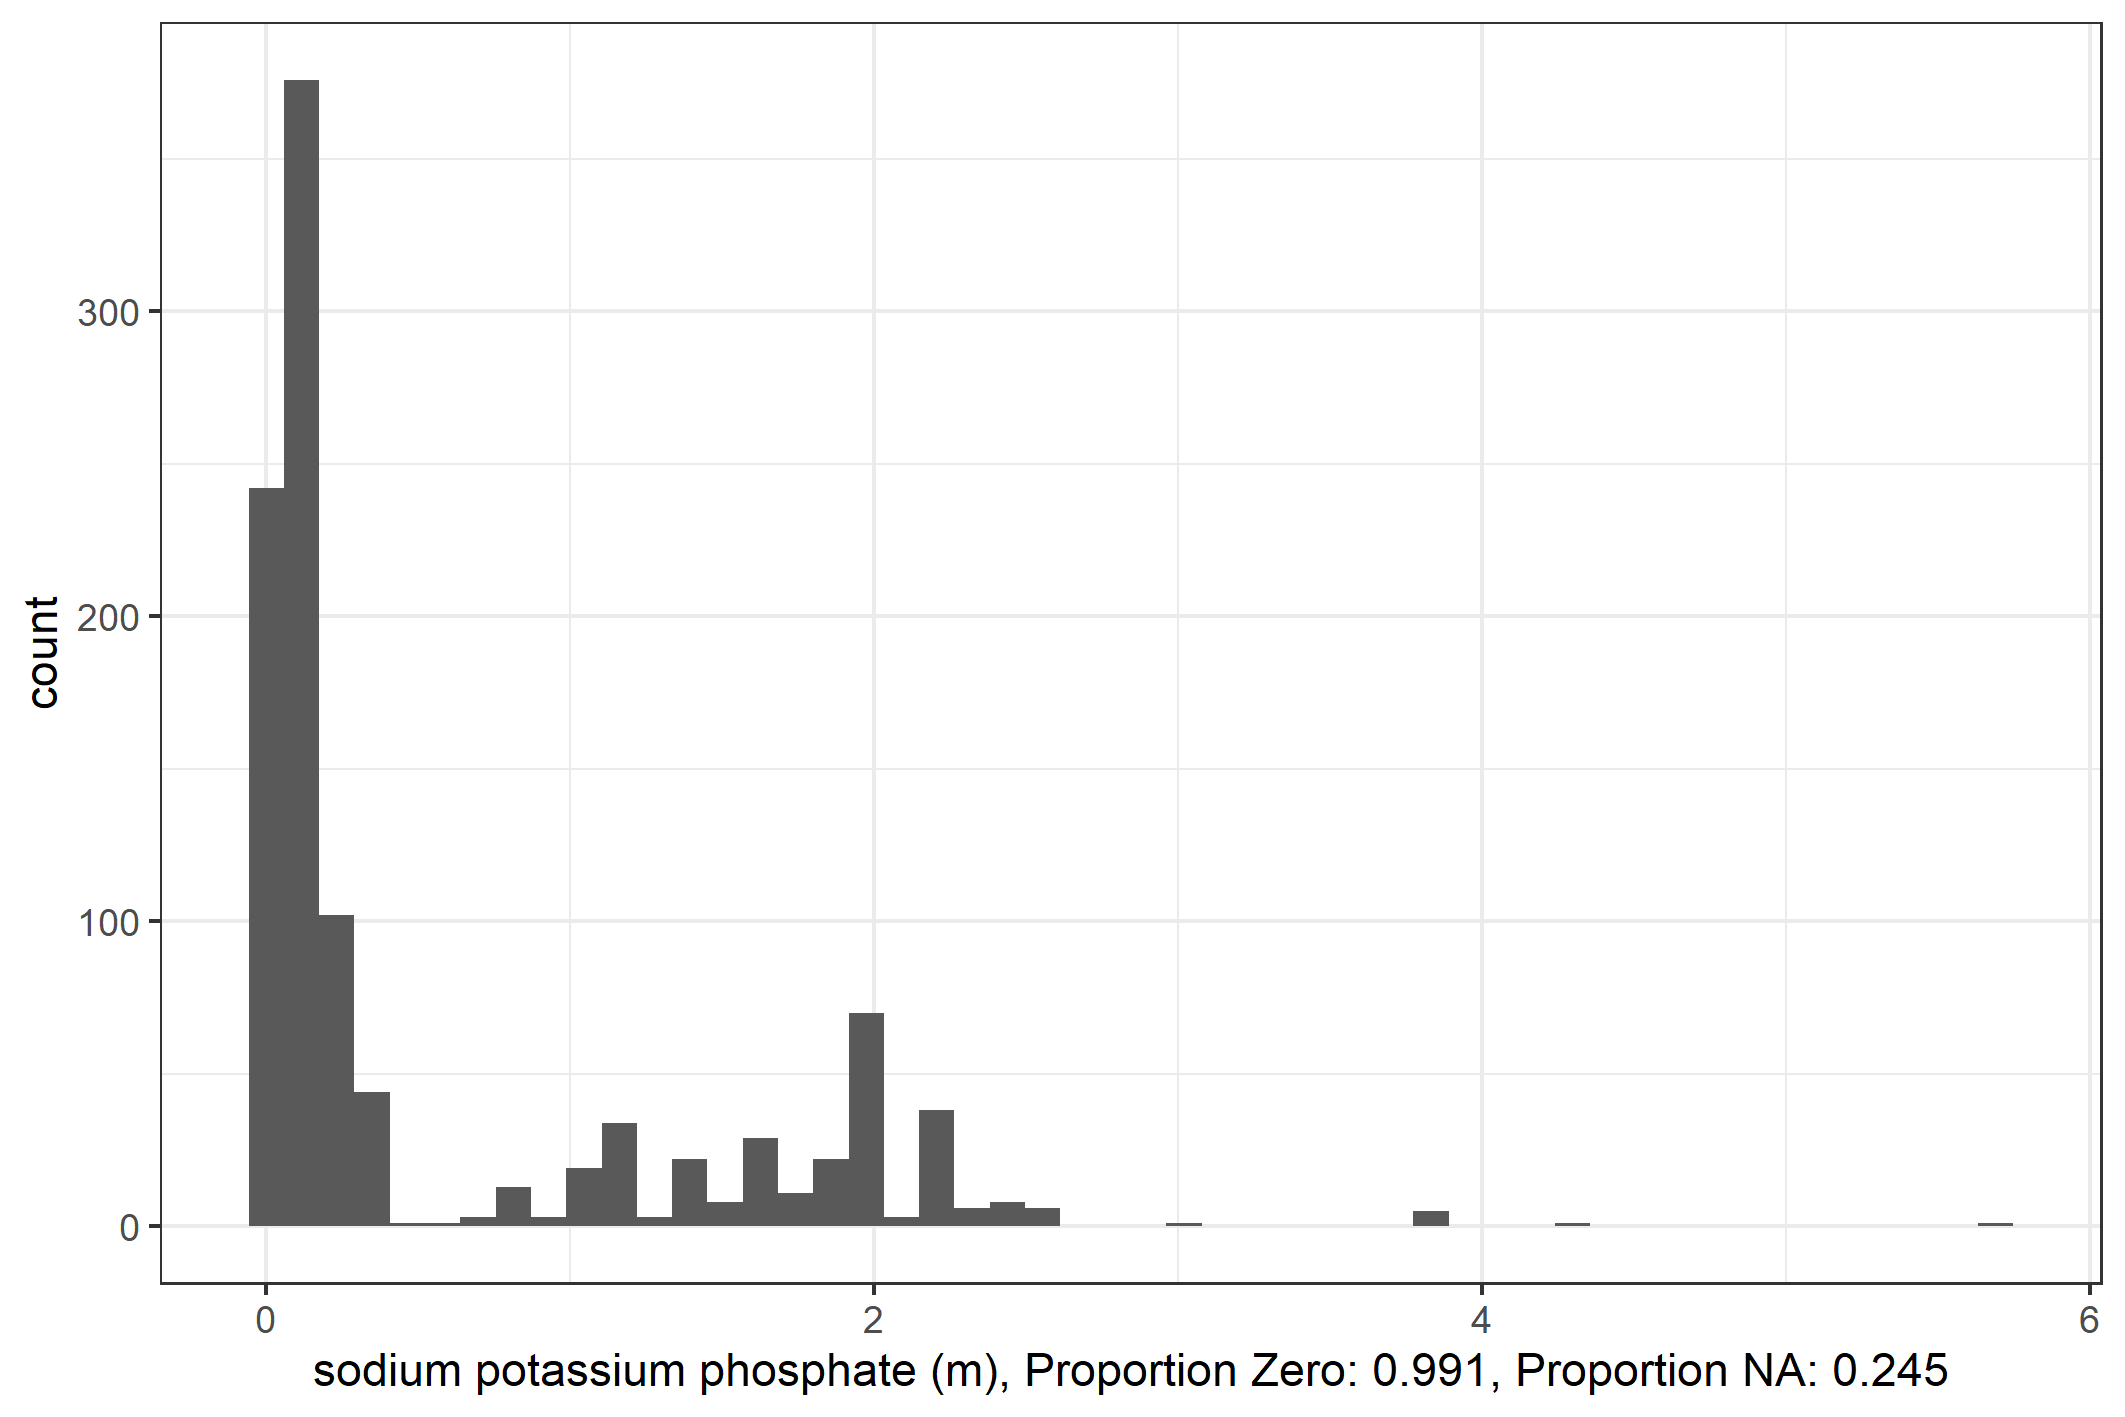 300
200
100
0
count
0 2 4 6
sodium potassium phosphate (m), Proportion Zero: 0.991, Proportion NA: 0.245